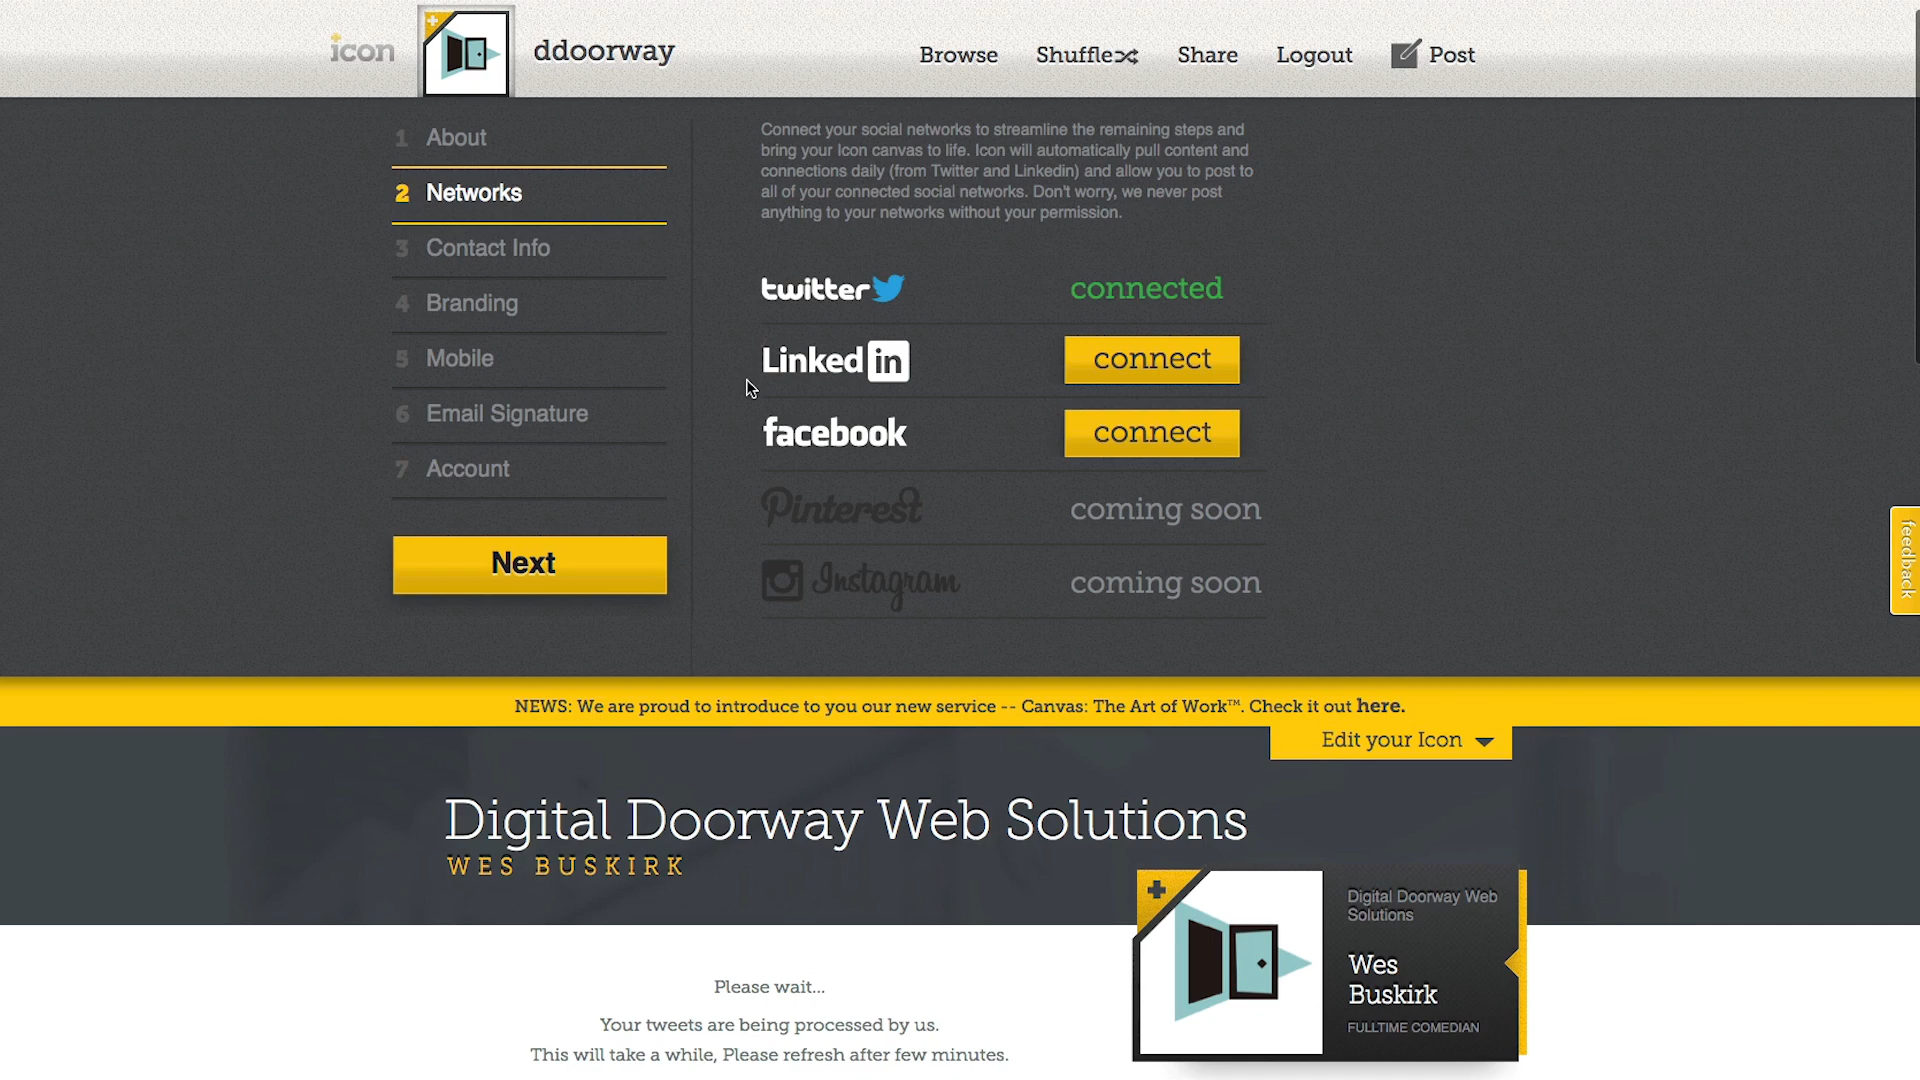 icon
ddoorway
Browse
Shuffle
Share
Logout
Post
1 About
2 Networks
3 Contact Info
4 Branding
5 Mobile
6 Email Signature
7 Account
Next
Connect your social networks to streamline the remaining steps and
bring your Icon canvas to life. Icon will automatically pull content and
connections daily (from Twitter and Linkedin) and allow you to post to
all of your connected social networks. Don't worry, we never post
anything to your networks without your permission.
twitter connected
Linked in connect
facebook connect
Pinterest coming soon
Instagram coming soon
feedback
NEWS: We are proud to introduce to you our new service -- Canvas: The Art of Work™. Check it out here.
Edit your Icon
Digital Doorway Web Solutions
WES BUSKIRK
Please wait...
Your tweets are being processed by us.
This will take a while, Please refresh after few minutes.
Digital Doorway Web
Solutions
Wes
Buskirk
FULLTIME COMEDIAN